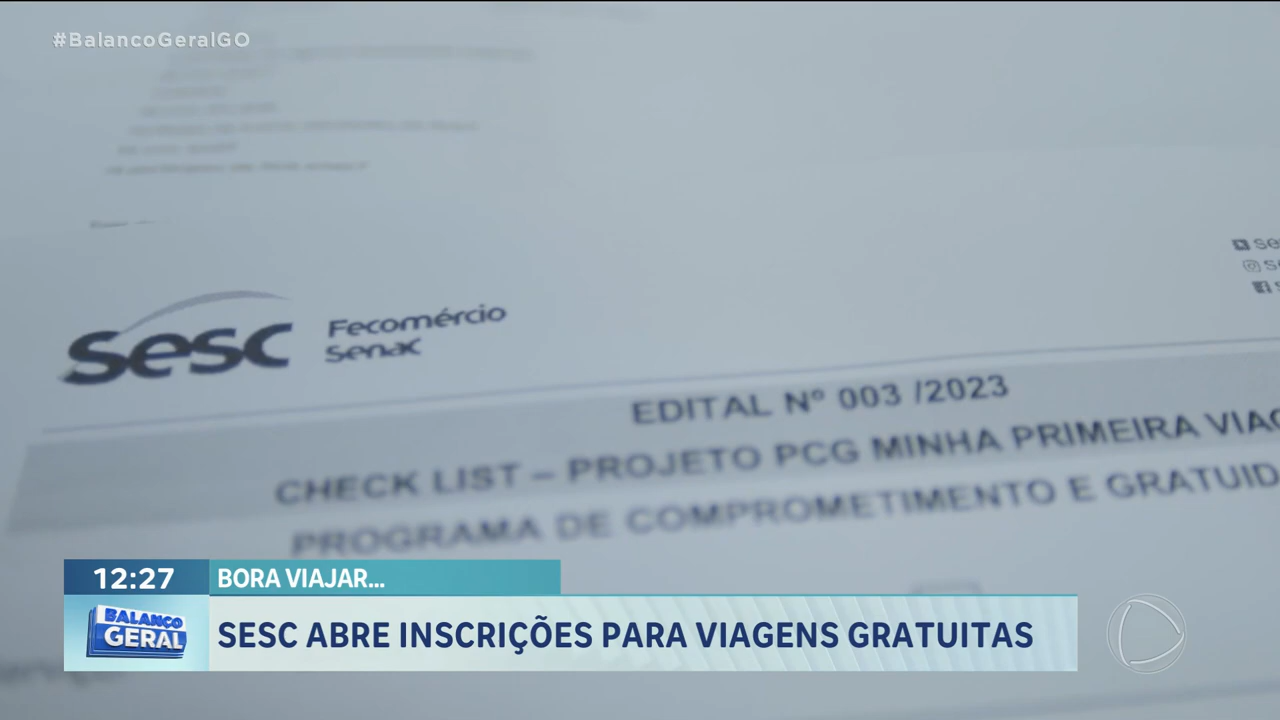 #BalancoGeralGO
Sesc
Fecomércio
Senac
EDITAL Nº 003 /2023
CHECK LIST – PROJETO PCG MINHA PRIMEIRA VIAG
PROGRAMA DE COMPROMETIMENTO E GRATUID
12:27
BORA VIAJAR...
BALANCO
GERAL
SESC ABRE INSCRIÇÕES PARA VIAGENS GRATUITAS